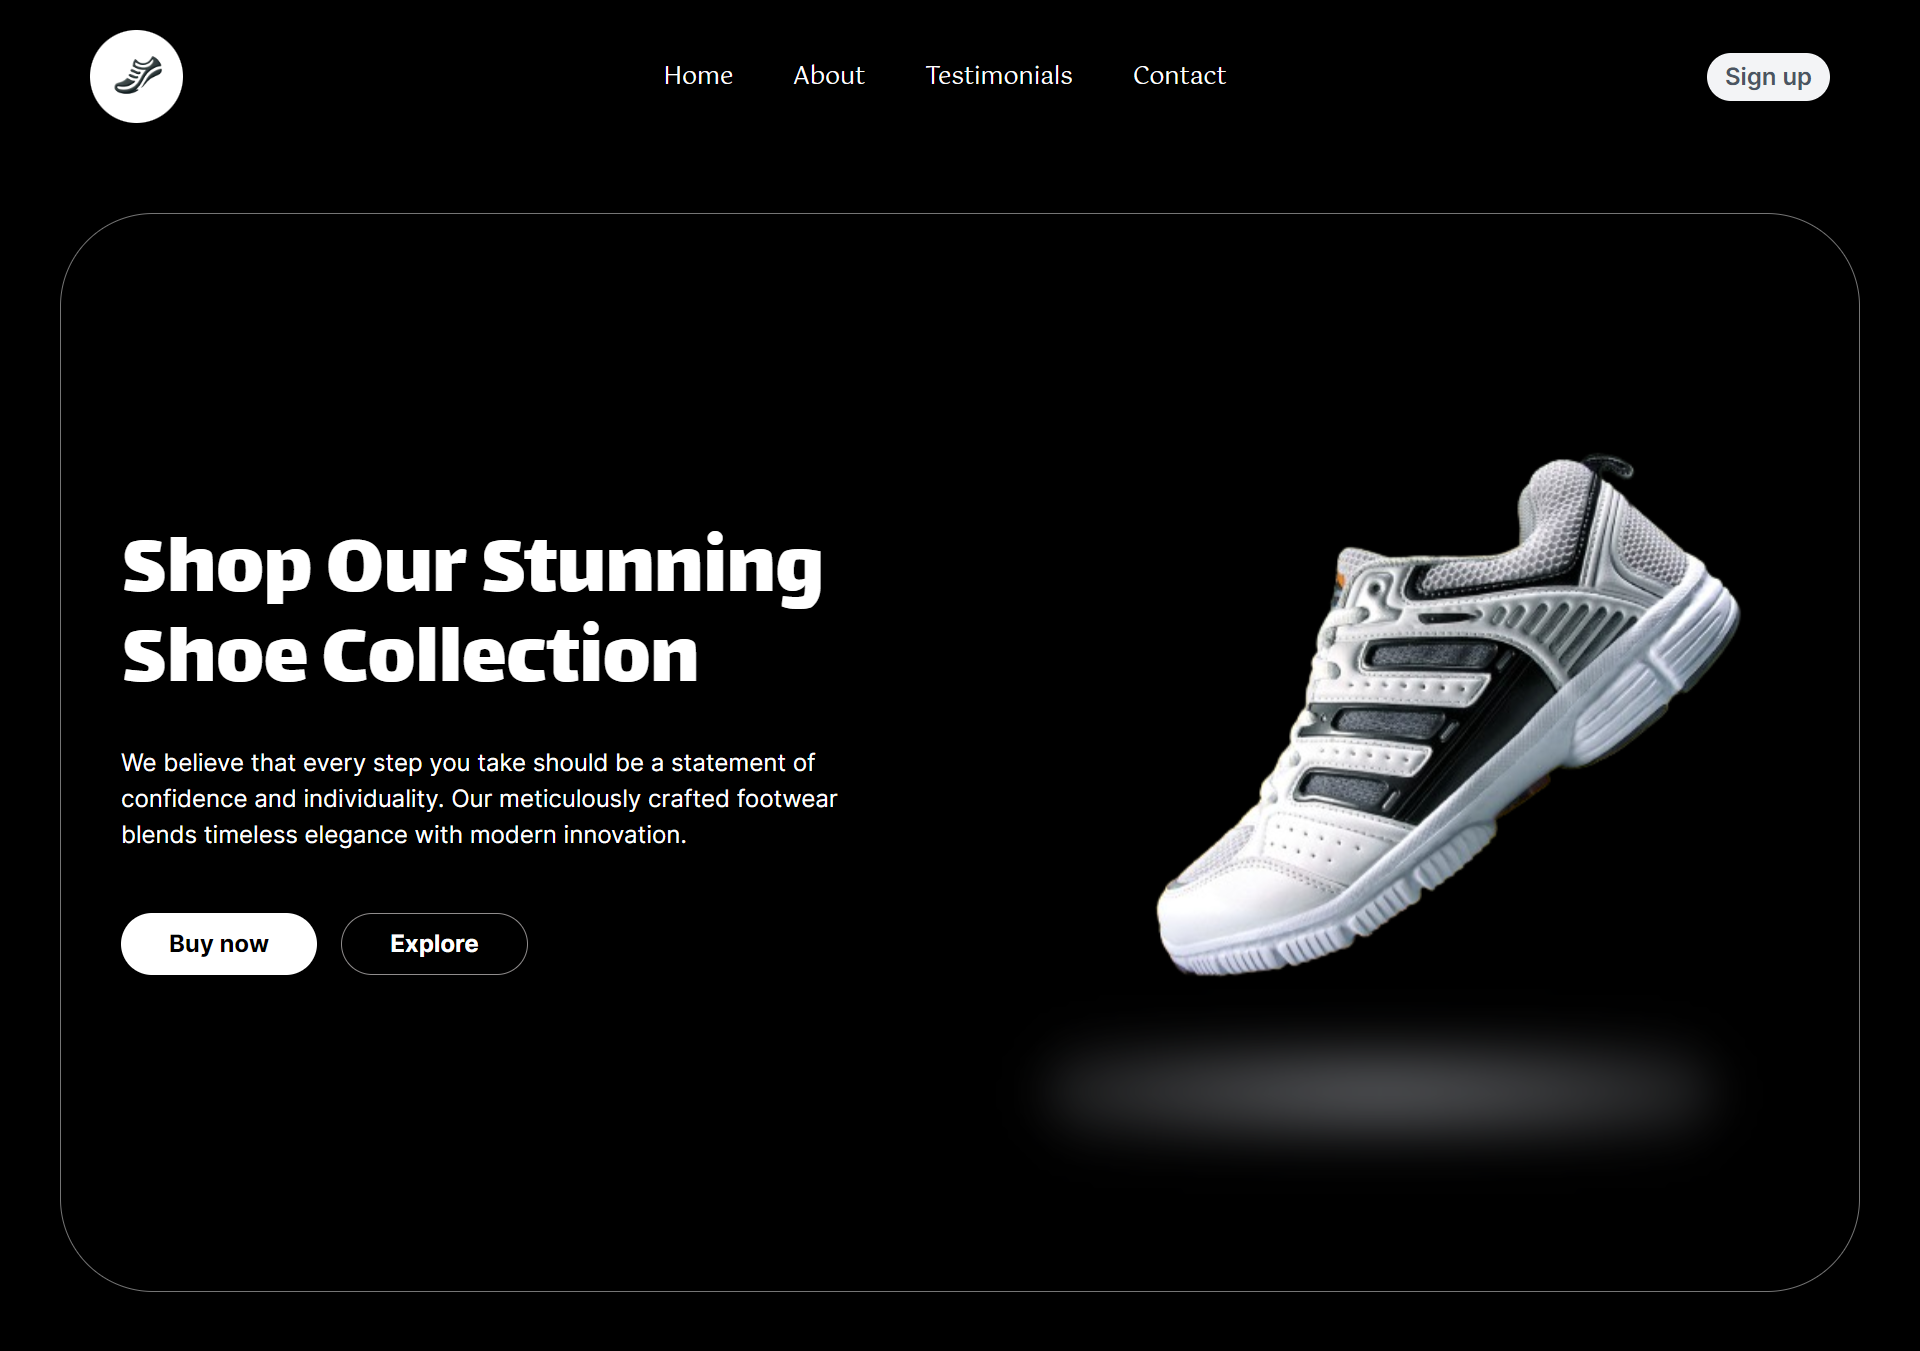 Home
About
Testimonials
Contact
Sign up
Shop Our Stunning
Shoe Collection
We believe that every step you take should be a statement of
confidence and individuality. Our meticulously crafted footwear
blends timeless elegance with modern innovation.
Buy now
Explore